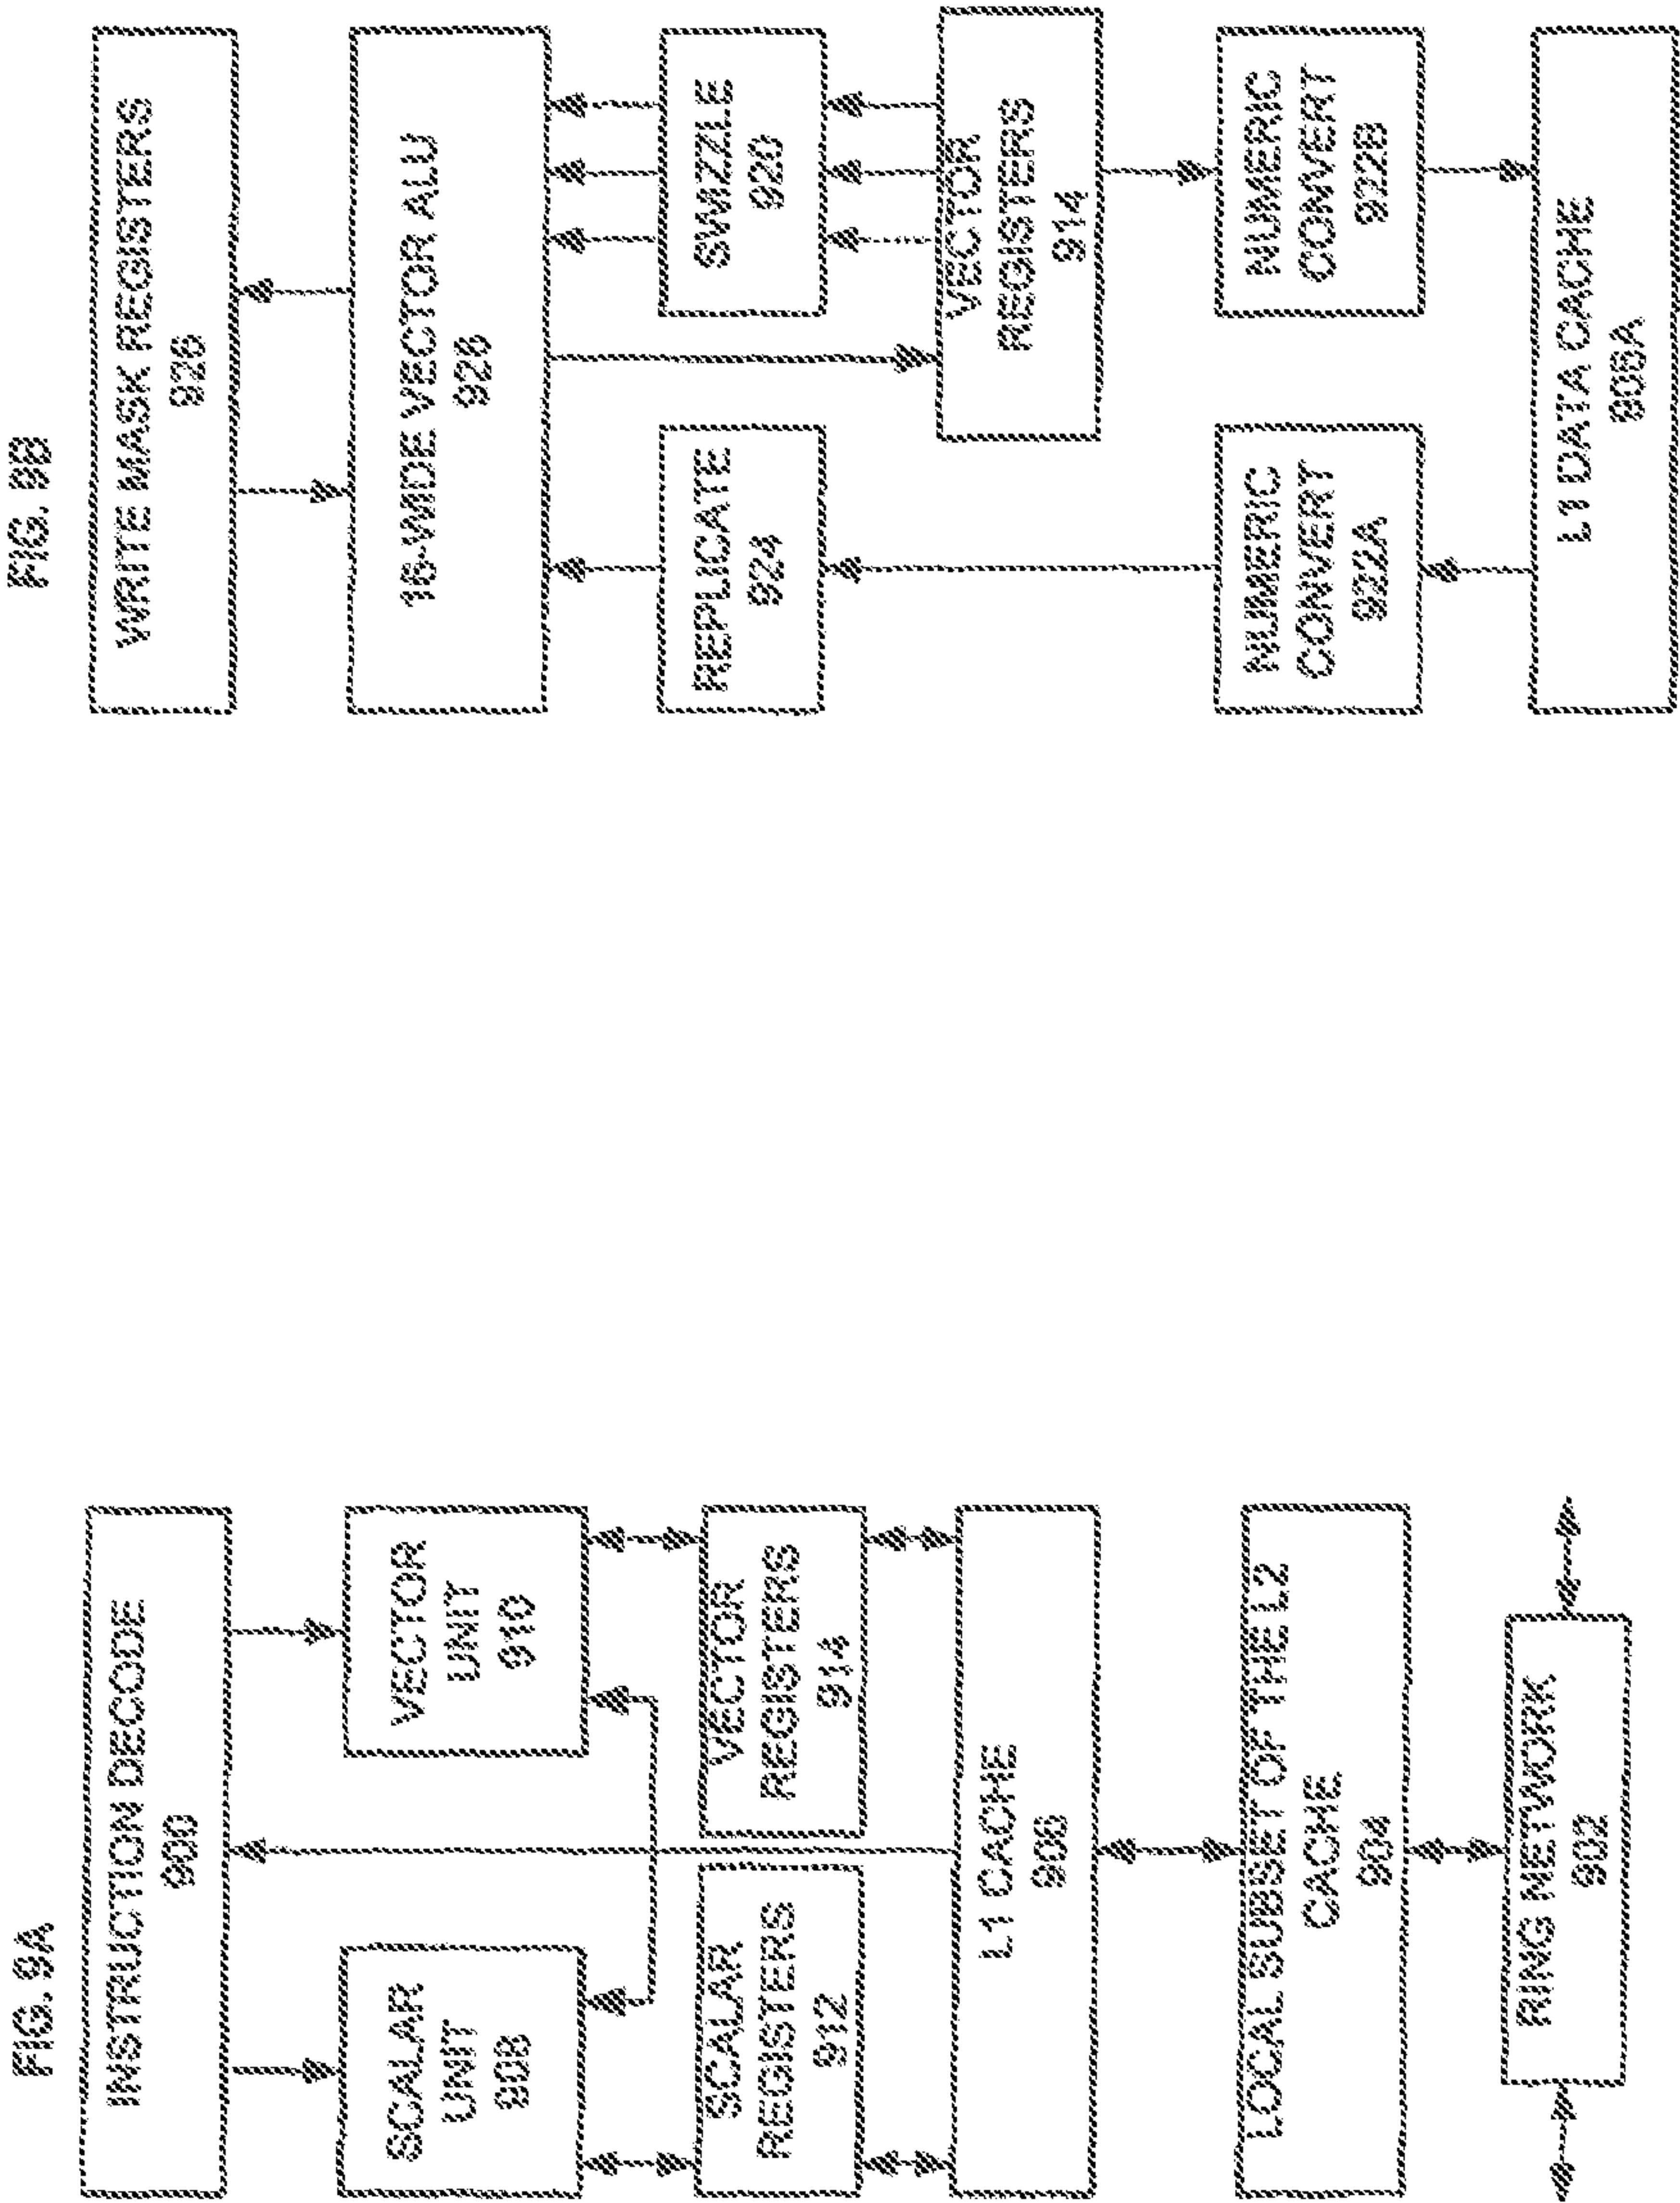 FIG. 9A
INSTRUCTION DECODE
900
SCALAR
UNIT
908
VECTOR
UNIT
910
SCALAR
REGISTERS
912
VECTOR
REGISTERS
914
L1 CACHE
906
LOCAL SUBSET OF THE L2
CACHE
904
RING NETWORK
902
FIG. 9B
WRITE MASK REGISTERS
926
16-WIDE VECTOR ALU
928
REPLICATE
924
SWIZZLE
920
VECTOR
REGISTERS
914
NUMERIC
CONVERT
922A
NUMERIC
CONVERT
922B
L1 DATA CACHE
906A